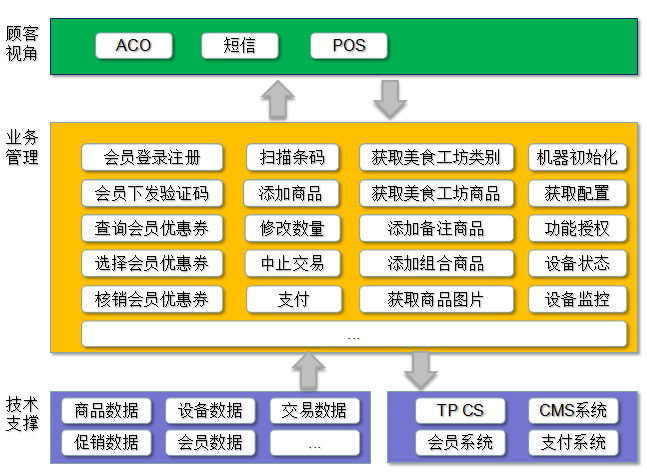 顾客
视角
ACO 短信 POS
业务
管理
会员登录注册 扫描条码 获取美食工坊类别 机器初始化
会员下发验证码 添加商品 获取美食工坊商品 获取配置
查询会员优惠券 修改数量 添加备注商品 功能授权
选择会员优惠券 中止交易 添加组合商品 设备状态
核销会员优惠券 支付 获取商品图片 设备监控
...
技术
支撑
商品数据 设备数据 交易数据 TP CS CMS系统
促销数据 会员数据 ... 会员系统 支付系统